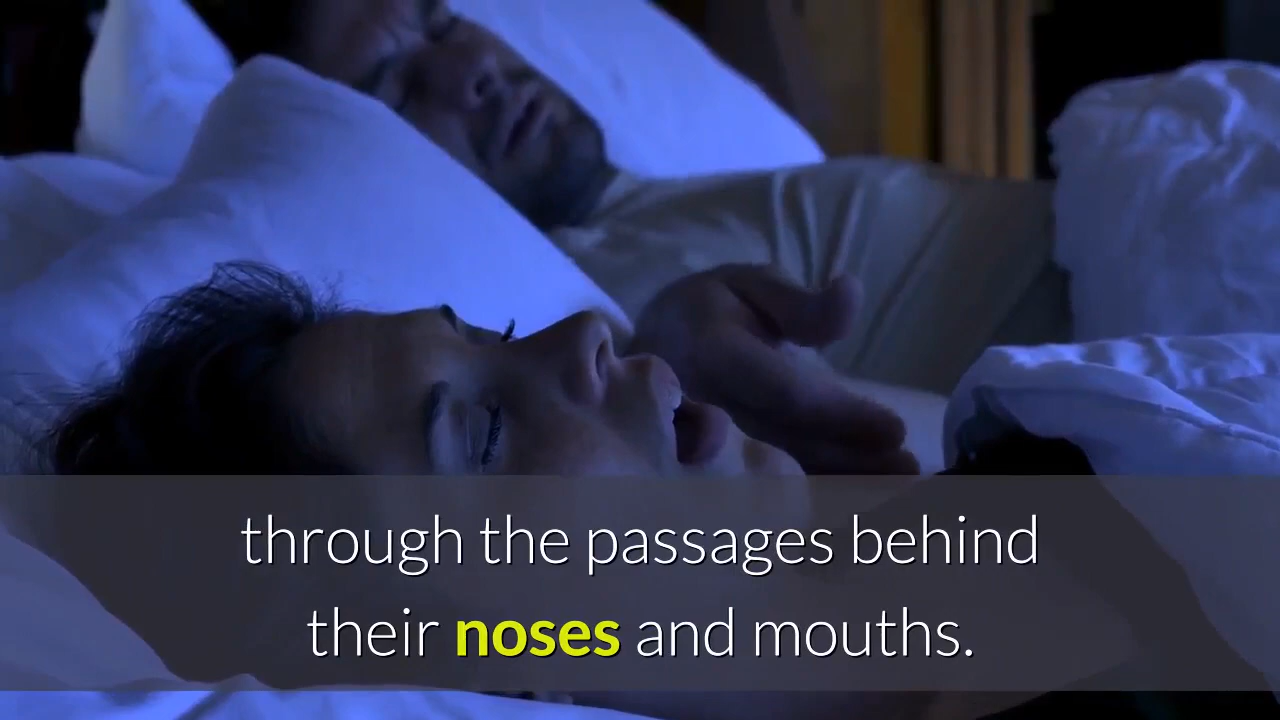 through the passages behind
their noses and mouths.